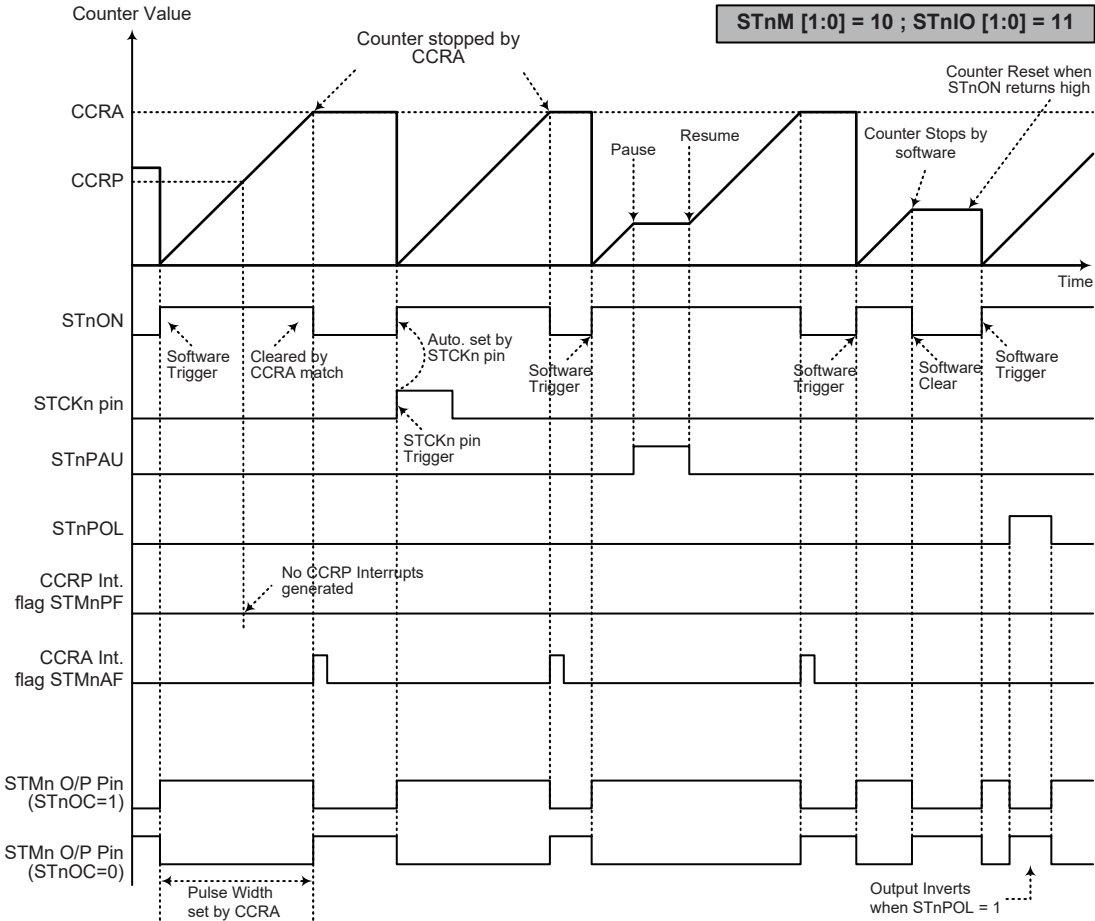 Counter Value
STnM [1:0] = 10 ; STnIO [1:0] = 11
Counter stopped by
CCRA
Counter Reset when
STnON returns high
CCRA
Pause
Resume
Counter Stops by
software
CCRP
Time
STnON
Software
Trigger
Cleared by
CCRA match
Auto. set by
STCKn pin
Software
Trigger
Software
Trigger
Software
Clear
Software
Trigger
STCKn pin
STCKn pin
Trigger
STnPAU
STnPOL
CCRP Int.
flag STMnPF
No CCRP Interrupts
generated
CCRA Int.
flag STMnAF
STMn O/P Pin
(STnOC=1)
STMn O/P Pin
(STnOC=0)
Pulse Width
set by CCRA
Output Inverts
when STnPOL = 1